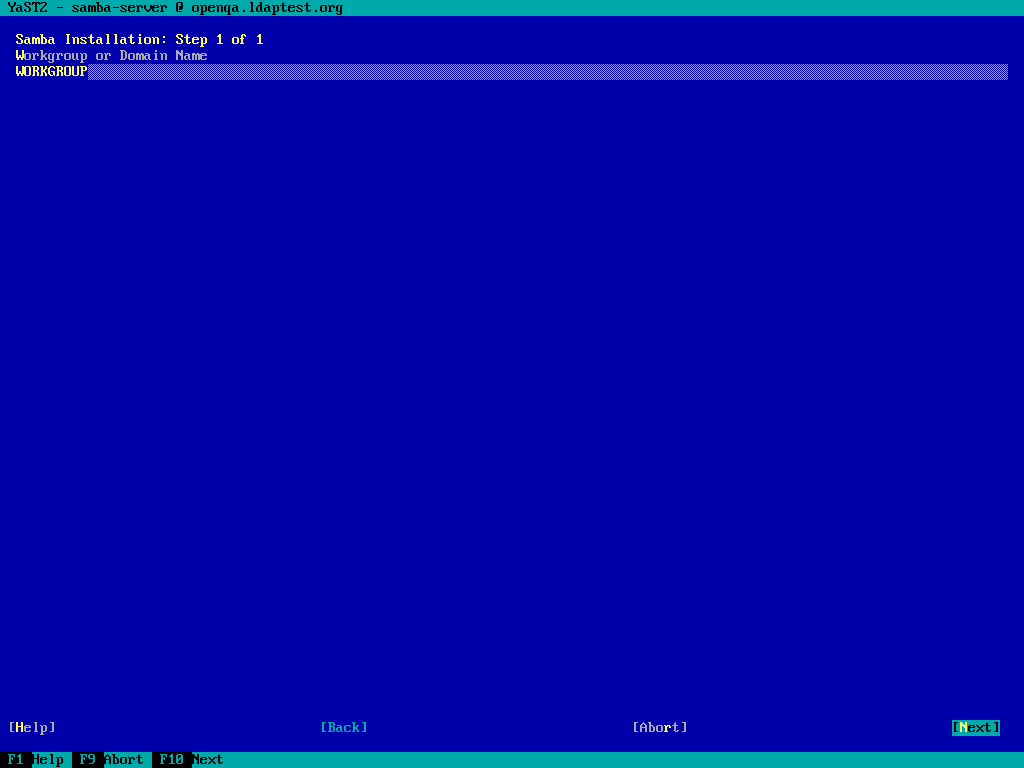 YaST2 - samba-server @ openqa.ldaptest.org
Samba Installation: Step 1 of 1
Workgroup or Domain Name
WORKGROUP
[Help] [Back] [Abort] [Next]
F1 Help F9 Abort F10 Next